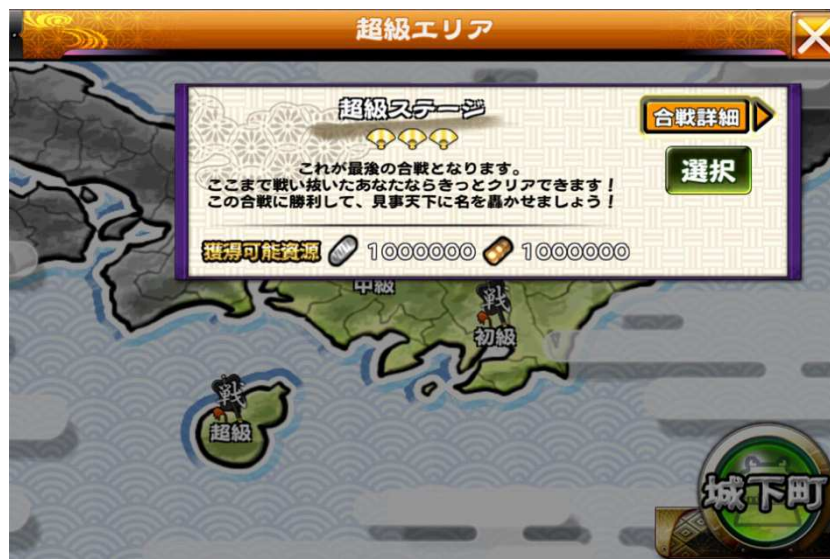 超級エリア
超級ステージ
合戦詳細
これが最後の合戦となります。
ここまで戦い抜いたあなたならきっとクリアできます！
この合戦に勝利して、見事天下に名を轟かせましょう！
選択
獲得可能資源 1000000 1000000
中級
戦
初級
戦
超級
城下町